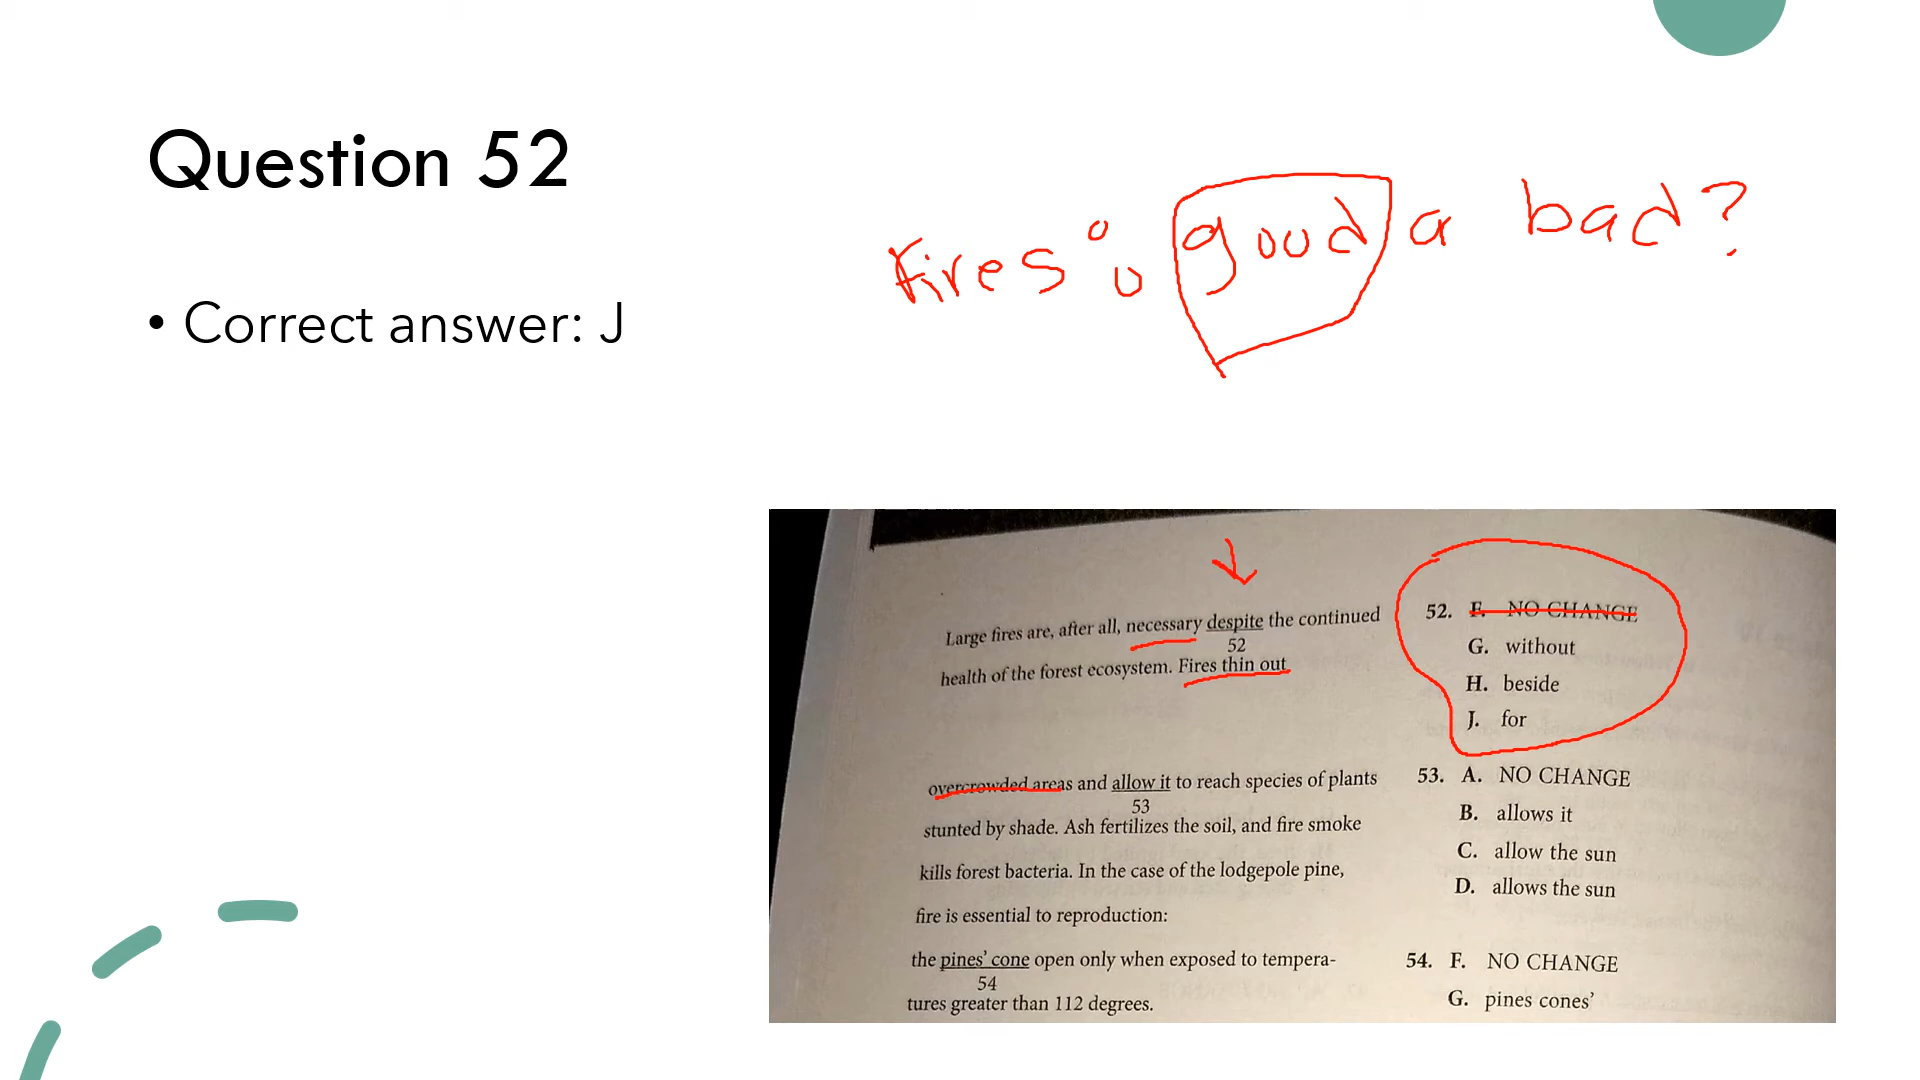 Question 52
• Correct answer: J
Fires: good a bad?
Large fires are, after all, necessary despite the continued
52
health of the forest ecosystem. Fires thin out
overcrowded areas and allow it to reach species of plants
53
stunted by shade. Ash fertilizes the soil, and fire smoke
kills forest bacteria. In the case of the lodgepole pine,
fire is essential to reproduction:
the pines' cone open only when exposed to tempera-
54
tures greater than 112 degrees.
52. F. NO CHANGE
G. without
H. beside
J. for
53. A. NO CHANGE
B. allows it
C. allow the sun
D. allows the sun
54. F. NO CHANGE
G. pines cones'